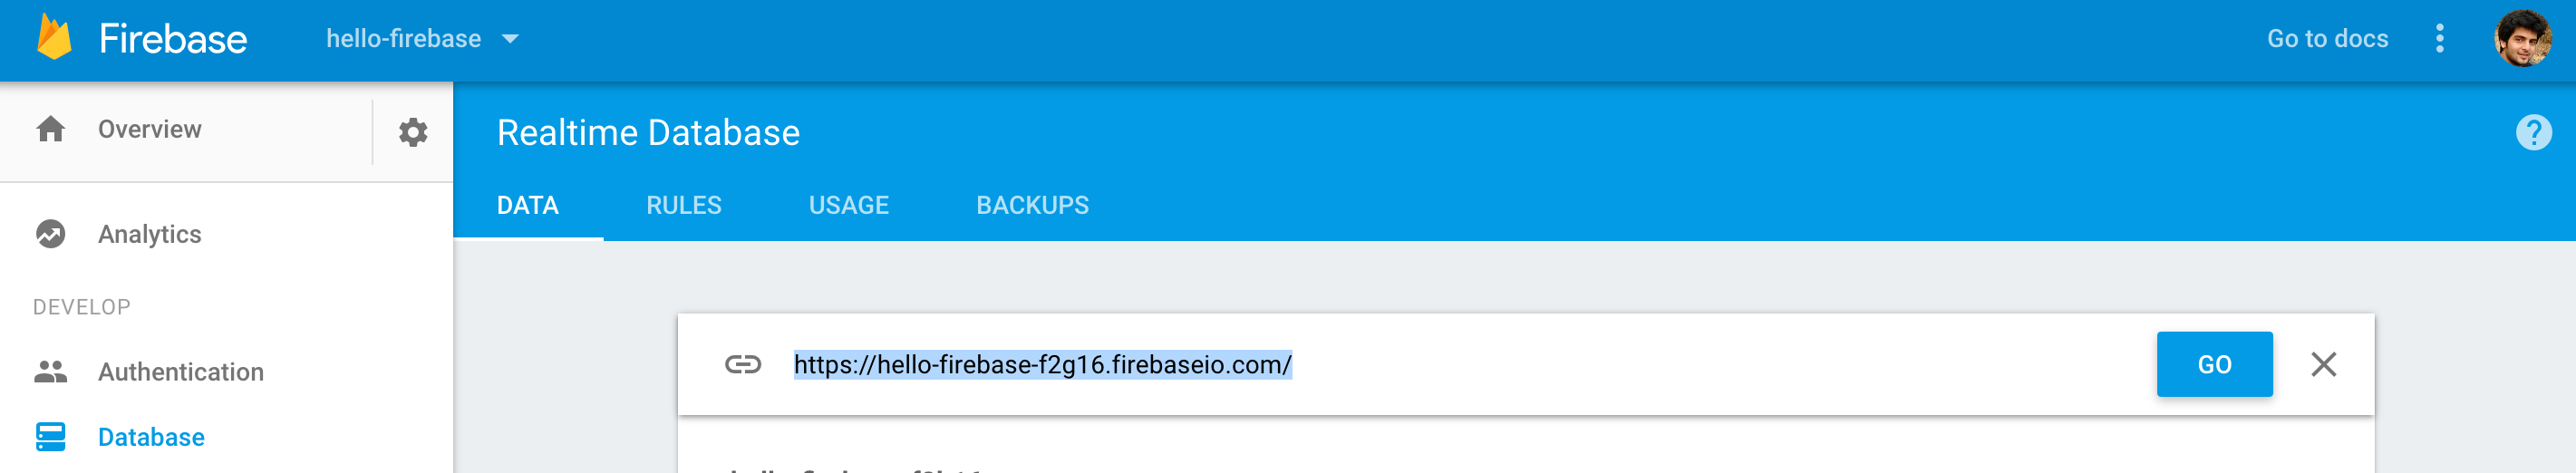 Firebase
hello-firebase
Go to docs
Overview
Realtime Database
?
DATA
RULES
USAGE
BACKUPS
Analytics
DEVELOP
https://hello-firebase-f2g16.firebaseio.com/
GO
Authentication
Database